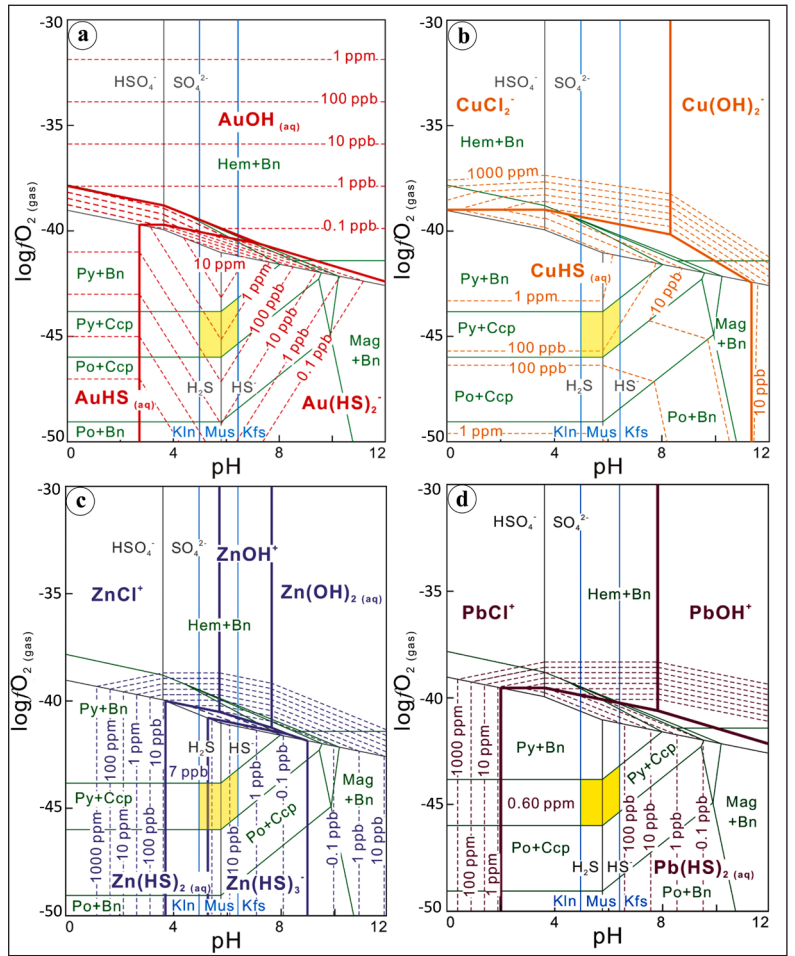 a
-30
-35
-40
-45
-50
logfO2 (gas)
HSO4-
SO4 2-
1 ppm
100 ppb
AuOH (aq)
10 ppb
Hem+Bn
1 ppb
0.1 ppb
10 ppm
1 ppm
100 ppb
10 ppb
1 ppb
0.1 ppb
Py+Bn
Py+Ccp
Po+Ccp
AuHS (aq)
H2S
HS-
Au(HS)2-
Po+Bn
Kln
Mus
Kfs
Mag
+Bn
0
4
8
12
pH
b
-30
-35
-40
-45
-50
logfO2 (gas)
HSO4-
SO4 2-
CuCl2-
Cu(OH)2-
Hem+Bn
1000 ppm
CuHS (aq)
Py+Bn
1 ppm
10 ppb
Py+Ccp
100 ppb
100 ppb
Mag
+Bn
Po+Ccp
H2S
HS-
Po+Bn
10 ppb
1 ppm
Kln
Mus
Kfs
0
4
8
12
pH
c
-30
-35
-40
-45
-50
logfO2 (gas)
HSO4-
SO4 2-
ZnOH+
ZnCl+
Zn(OH)2 (aq)
Hem+Bn
Py+Bn
100 ppm
1 ppm
10 ppb
H2S
HS-
7 ppb
1 ppb
0.1 ppb
Py+Ccp
Po+Ccp
Mag
+Bn
1000 ppm
10 ppm
100 ppb
10 ppb
0.1 ppb
1 ppb
10 ppb
Zn(HS)2 (aq)
Zn(HS)3-
Po+Bn
Kln
Mus
Kfs
0
4
8
12
pH
d
-30
-35
-40
-45
-50
logfO2 (gas)
HSO4-
SO4 2-
Hem+Bn
PbCl+
PbOH+
1000 ppm
Py+Bn
Py+Ccp
0.60 ppm
100 ppb
10 ppb
1 ppb
0.1 ppb
Mag
+Bn
100 ppm
1 ppm
Po+Ccp
H2S
HS-
Pb(HS)2 (aq)
Po+Bn
Kln
Mus
Kfs
0
4
8
12
pH